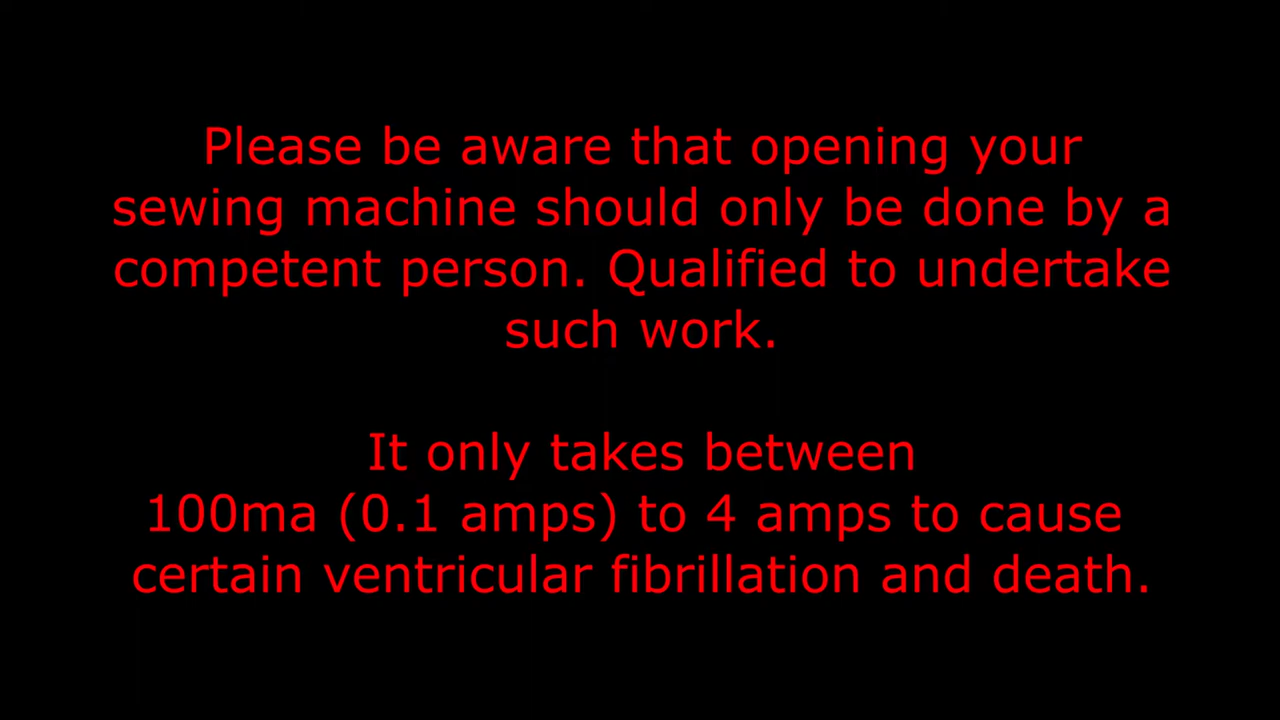 Please be aware that opening your
sewing machine should only be done by a
competent person. Qualified to undertake
such work.
It only takes between
100ma (0.1 amps) to 4 amps to cause
certain ventricular fibrillation and death.